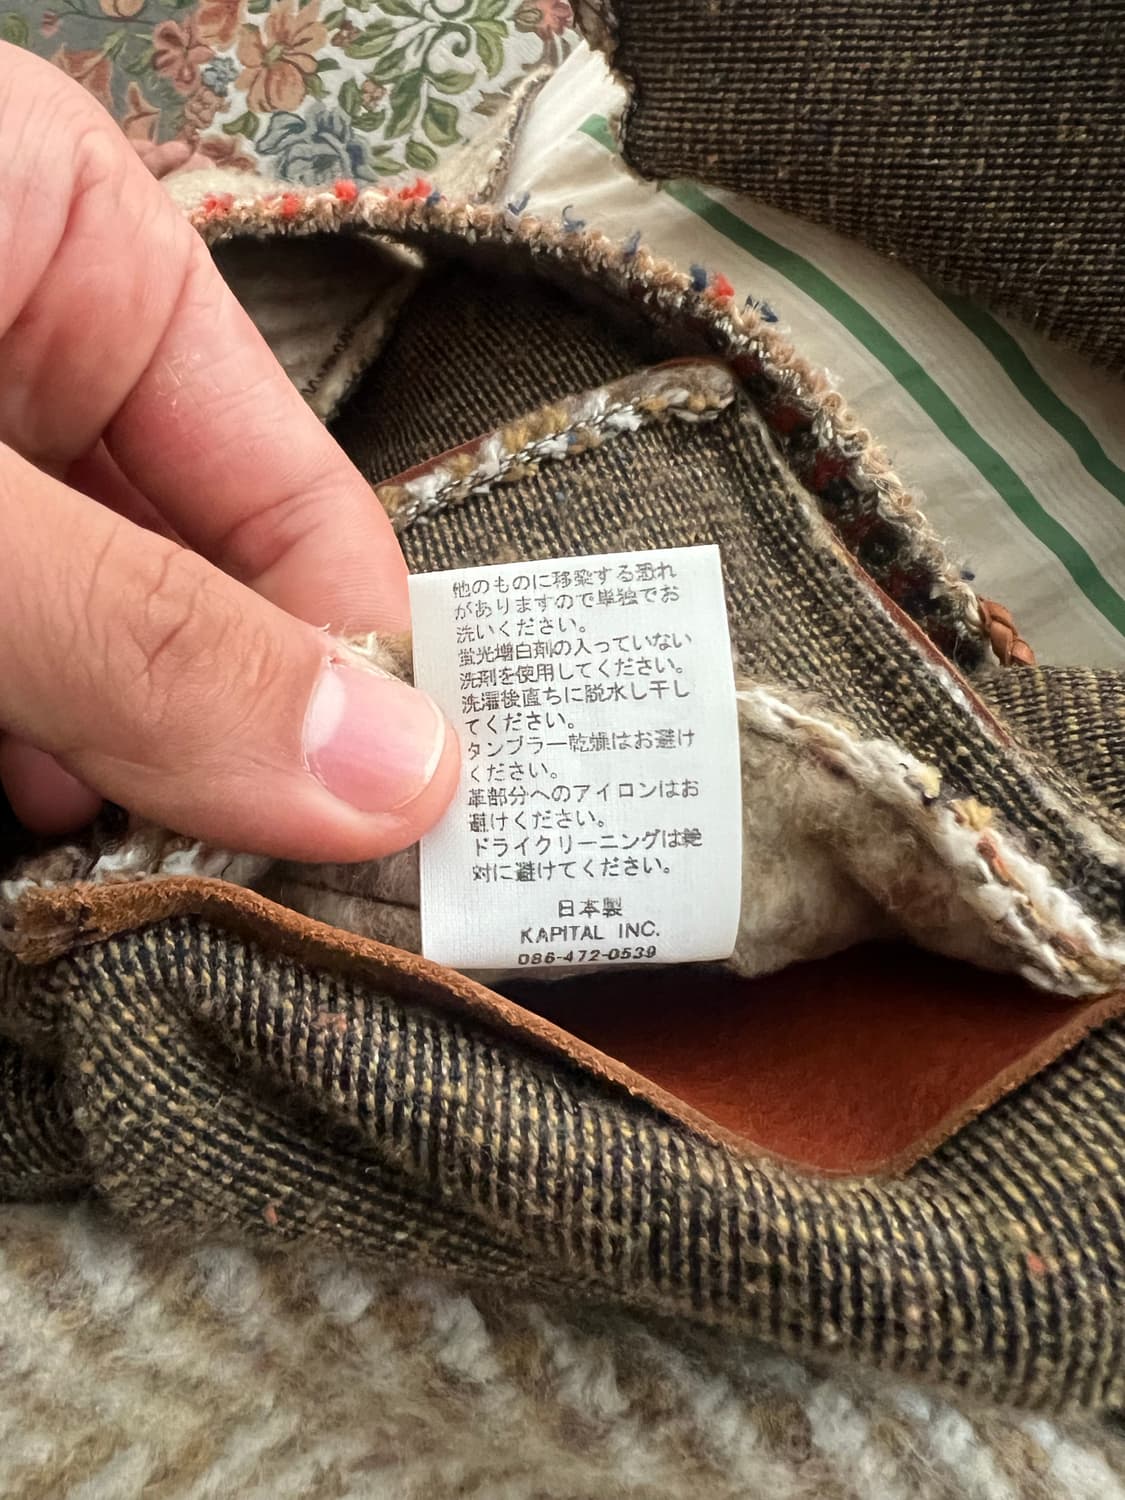 他のものに移染する恐れ
がありますので単独でお
洗いください。
蛍光増白剤の入っていない
洗剤を使用してください。
洗濯後直ちに脱水し干し
てください。
タンブラー乾燥はお避け
ください。
革部分へのアイロンはお
避けください。
ドライクリーニングは絶
対に避けてください。
日本製
KAPITAL INC.
086-472-0539